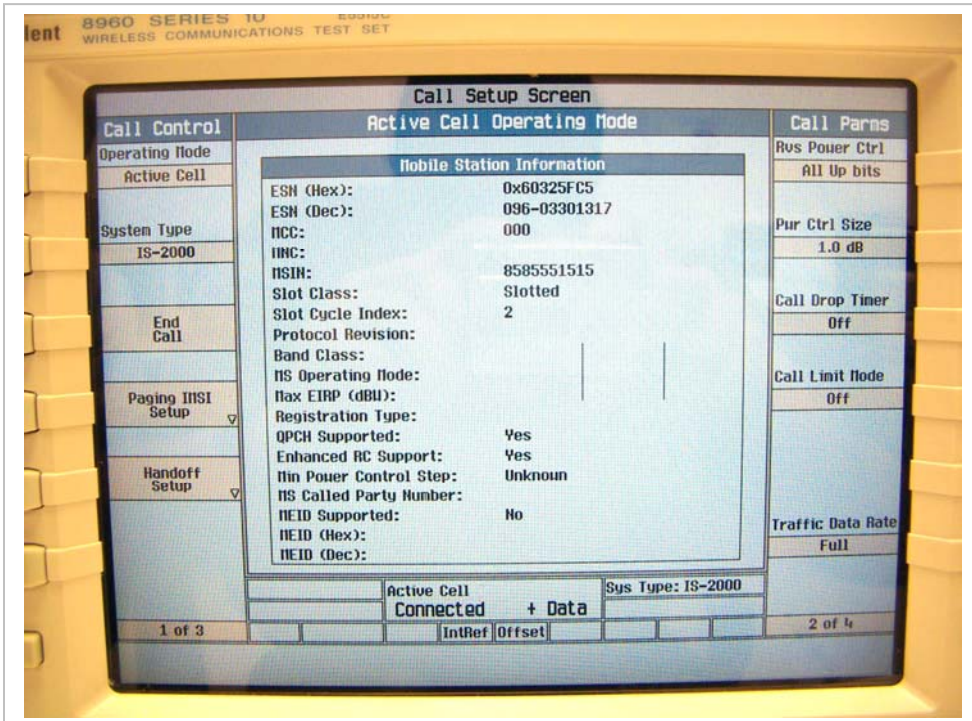 8960 SERIES 10
lent WIRELESS COMMUNICATIONS TEST SET
Call Setup Screen
Call Control
Active Cell Operating Mode
Call Parms
Operating Mode
Active Cell
System Type
IS-2000
End
Call
Paging IMSI
Setup
Handoff
Setup
1 of 3
Mobile Station Information
ESN (Hex): 0x60325FC5
ESN (Dec): 096-03301317
MCC: 000
MNC:
MSIN: 8585551515
Slot Class: Slotted
Slot Cycle Index: 2
Protocol Revision:
Band Class:
MS Operating Mode:
Max EIRP (dBW):
Registration Type:
QPCH Supported: Yes
Enhanced RC Support: Yes
Min Power Control Step: Unknown
MS Called Party Number:
MEID Supported: No
MEID (Hex):
MEID (Dec):
Active Cell
Sys Type: IS-2000
Connected + Data
IntRef Offset
Rvs Power Ctrl
All Up bits
Pwr Ctrl Size
1.0 dB
Call Drop Timer
Off
Call Limit Mode
Off
Traffic Data Rate
Full
2 of 4